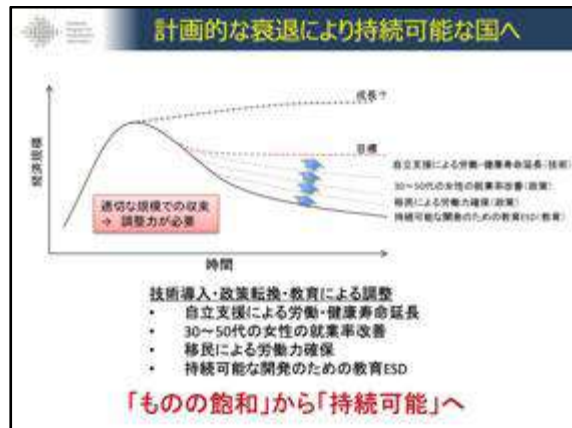 計画的な衰退により持続可能な国へ
成長？
目標
経済規模
自立支援による労働・健康寿命延長（技術）
30～50代の女性の就業率改善（政策）
移民による労働力確保（政策）
持続可能な開発のための教育ESD（教育）
適切な規模での収束
→ 調整力が必要
時間
技術導入・政策転換・教育による調整
• 自立支援による労働・健康寿命延長
• 30～50代の女性の就業率改善
• 移民による労働力確保
• 持続可能な開発のための教育ESD
「ものの飽和」から「持続可能」へ